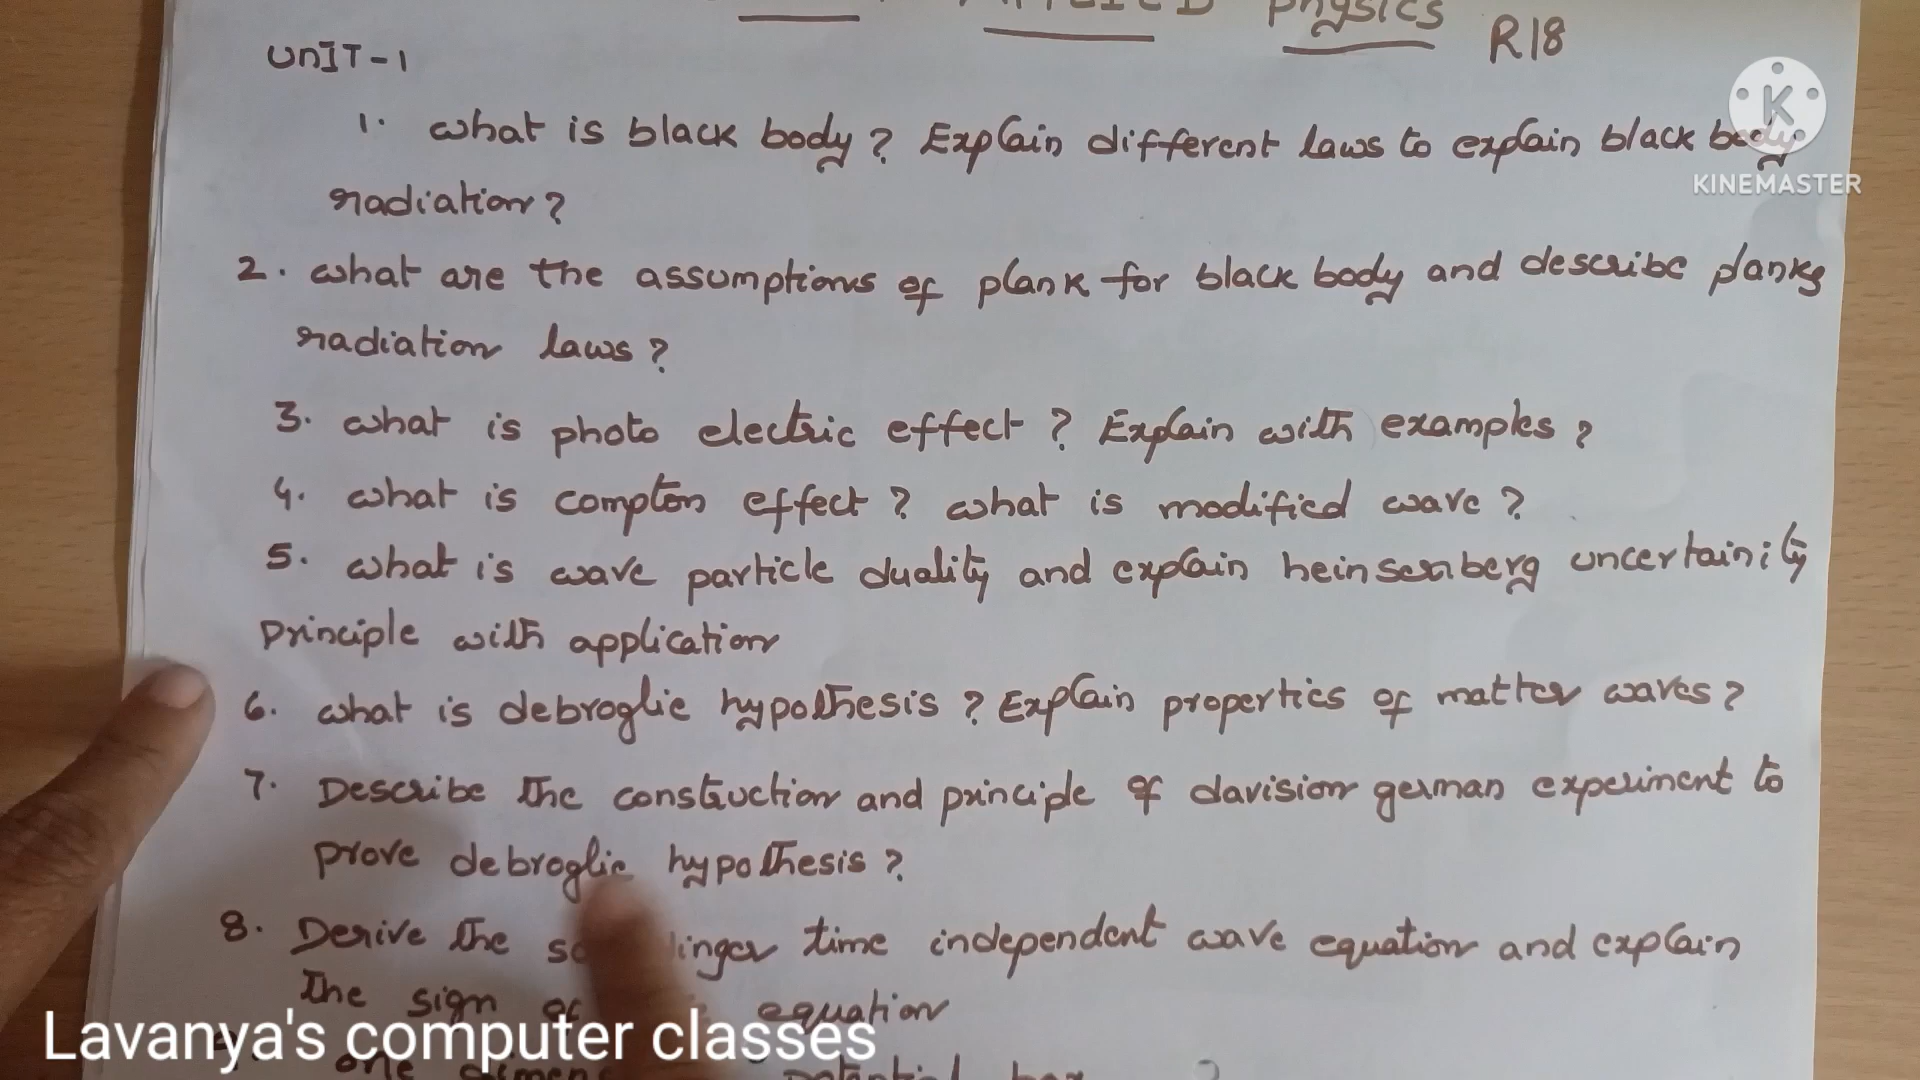 APPLIED Physics R18
UnIT-1
K
KINEMASTER
1. what is black body? Explain different laws to explain black body
radiation?
2. what are the assumptions of plank for black body and describe planks
radiation laws?
3. what is photo electric effect? Explain with examples?
4. what is compton effect? what is modified wave?
5. what is wave particle duality and explain heinsenberg uncertainity
principle with application
6. what is debroglie hypothesis? Explain properties of matter waves?
7. Describe the constuction and principle of davision german experiment to
prove debroglie hypothesis?
8. Derive the time independent wave equation and explain
the sign equation
Lavanya's computer classes
one potential box ?